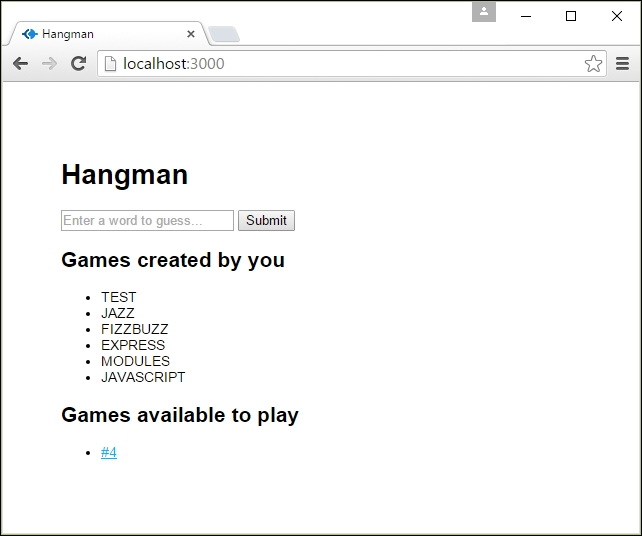 Hangman
localhost:3000
Hangman
Enter a word to guess... Submit
Games created by you
TEST
JAZZ
FIZZBUZZ
EXPRESS
MODULES
JAVASCRIPT
Games available to play
#4